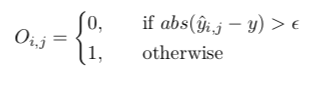 O_{i,j} = { 0, if abs(ŷ_{i,j} − y) > ϵ
1, otherwise